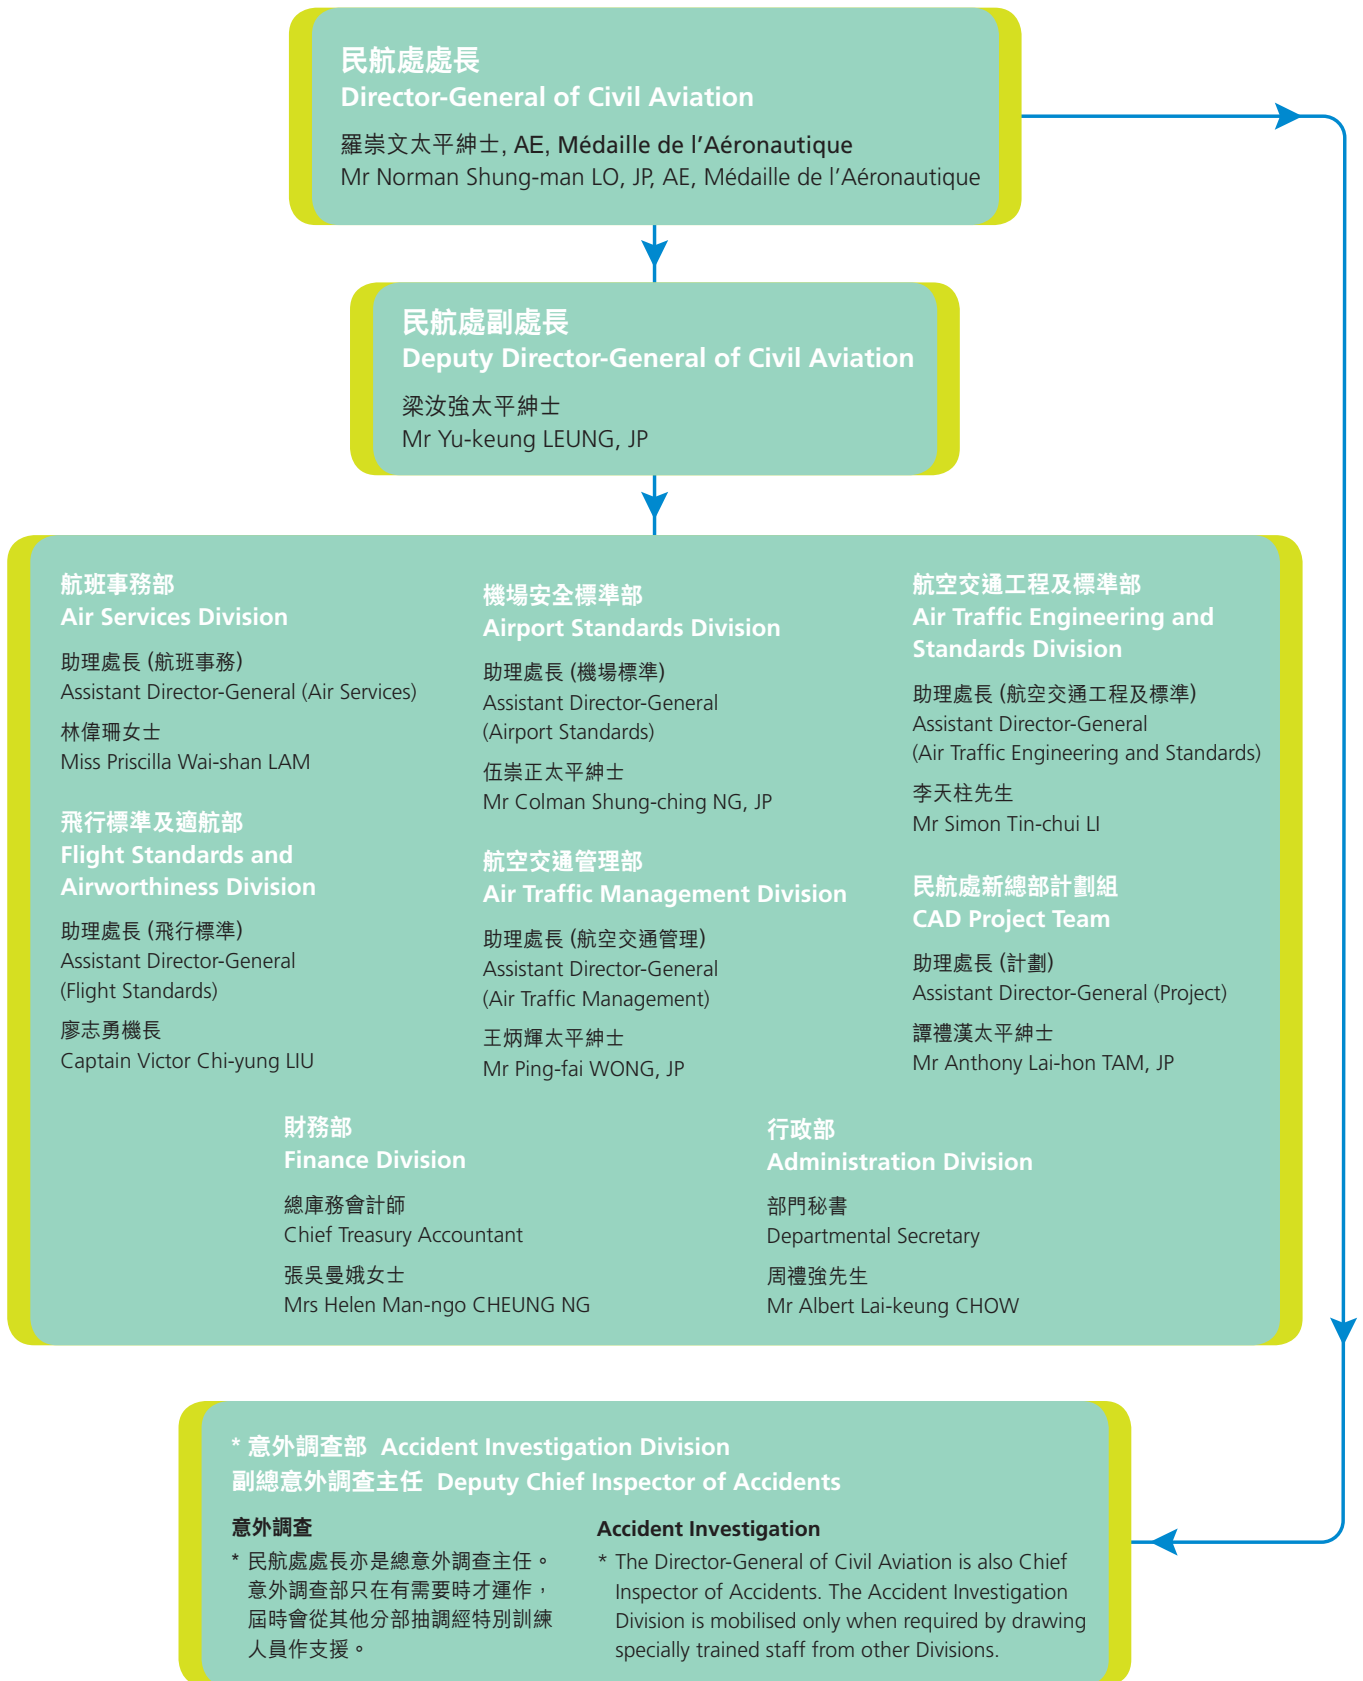 民航處處長
Director-General of Civil Aviation
羅崇文太平紳士, AE, Médaille de l’Aéronautique
Mr Norman Shung-man LO, JP, AE, Médaille de l’Aéronautique
民航處副處長
Deputy Director-General of Civil Aviation
梁汝強太平紳士
Mr Yu-keung LEUNG, JP
航班事務部
Air Services Division
助理處長 (航班事務)
Assistant Director-General (Air Services)
林偉珊女士
Miss Priscilla Wai-shan LAM
飛行標準及適航部
Flight Standards and
Airworthiness Division
助理處長 (飛行標準)
Assistant Director-General
(Flight Standards)
廖志勇機長
Captain Victor Chi-yung LIU
機場安全標準部
Airport Standards Division
助理處長 (機場標準)
Assistant Director-General
(Airport Standards)
伍崇正太平紳士
Mr Colman Shung-ching NG, JP
航空交通管理部
Air Traffic Management Division
助理處長 (航空交通管理)
Assistant Director-General
(Air Traffic Management)
王炳輝太平紳士
Mr Ping-fai WONG, JP
航空交通工程及標準部
Air Traffic Engineering and
Standards Division
助理處長 (航空交通工程及標準)
Assistant Director-General
(Air Traffic Engineering and Standards)
李天柱先生
Mr Simon Tin-chui LI
民航處新總部計劃組
CAD Project Team
助理處長 (計劃)
Assistant Director-General (Project)
譚禮漢太平紳士
Mr Anthony Lai-hon TAM, JP
財務部
Finance Division
總庫務會計師
Chief Treasury Accountant
張吳曼娥女士
Mrs Helen Man-ngo CHEUNG NG
行政部
Administration Division
部門秘書
Departmental Secretary
周禮強先生
Mr Albert Lai-keung CHOW
* 意外調查部 Accident Investigation Division
副總意外調查主任 Deputy Chief Inspector of Accidents
意外調查
* 民航處處長亦是總意外調查主任。
意外調查部只在有需要時才運作，
屆時會從其他分部抽調經特別訓練
人員作支援。
Accident Investigation
* The Director-General of Civil Aviation is also Chief
Inspector of Accidents. The Accident Investigation
Division is mobilised only when required by drawing
specially trained staff from other Divisions.